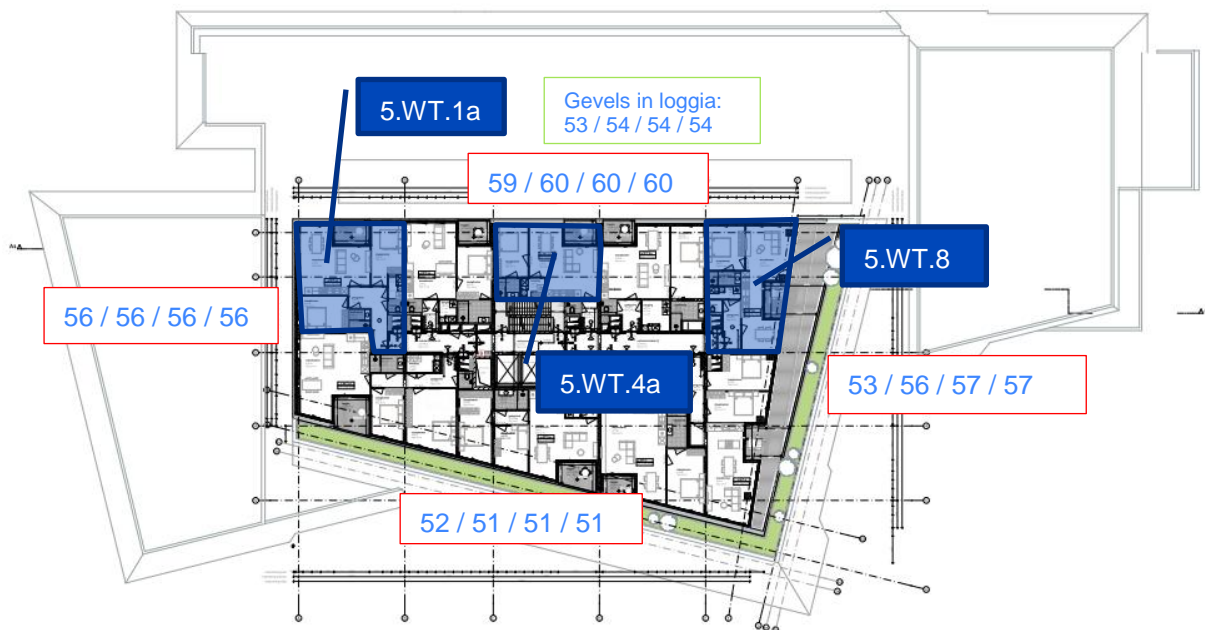 5.WT.1a
Gevels in loggia:
53 / 54 / 54 / 54
59 / 60 / 60 / 60
5.WT.8
56 / 56 / 56 / 56
5.WT.4a
53 / 56 / 57 / 57
52 / 51 / 51 / 51